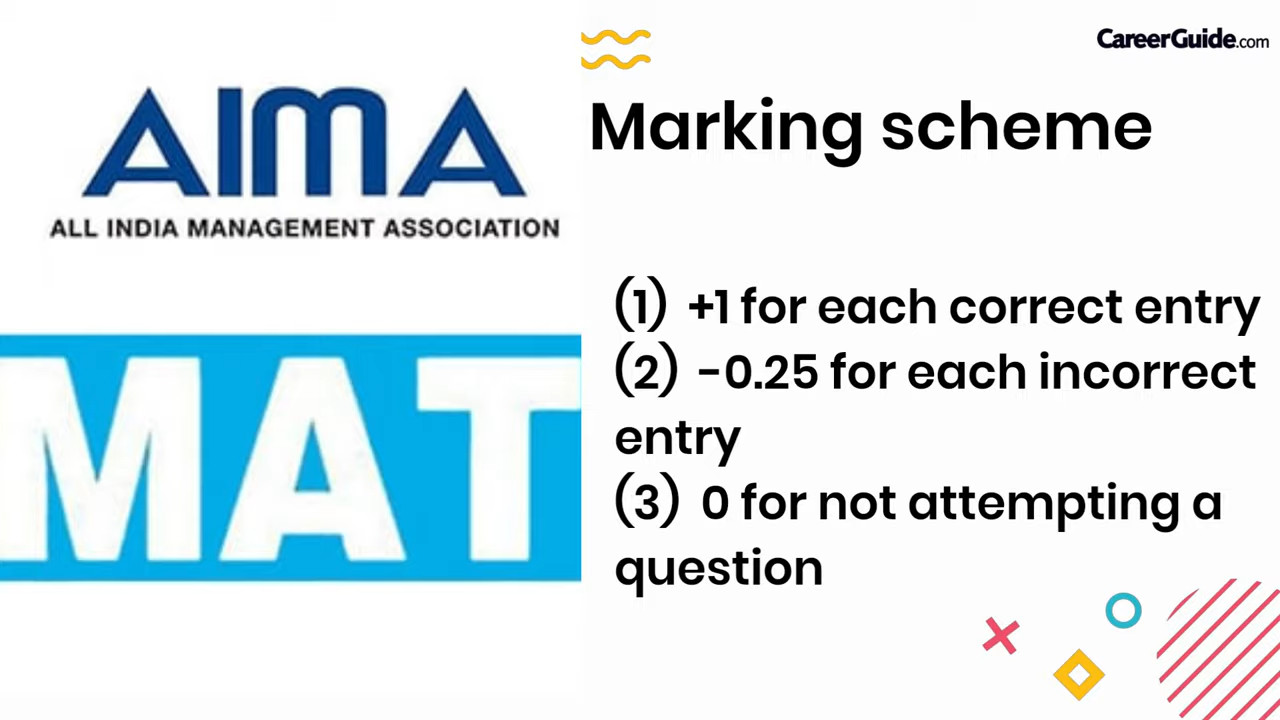 CareerGuide.com
AIMA
ALL INDIA MANAGEMENT ASSOCIATION
MAT
Marking scheme
(1) +1 for each correct entry
(2) -0.25 for each incorrect
entry
(3) 0 for not attempting a
question